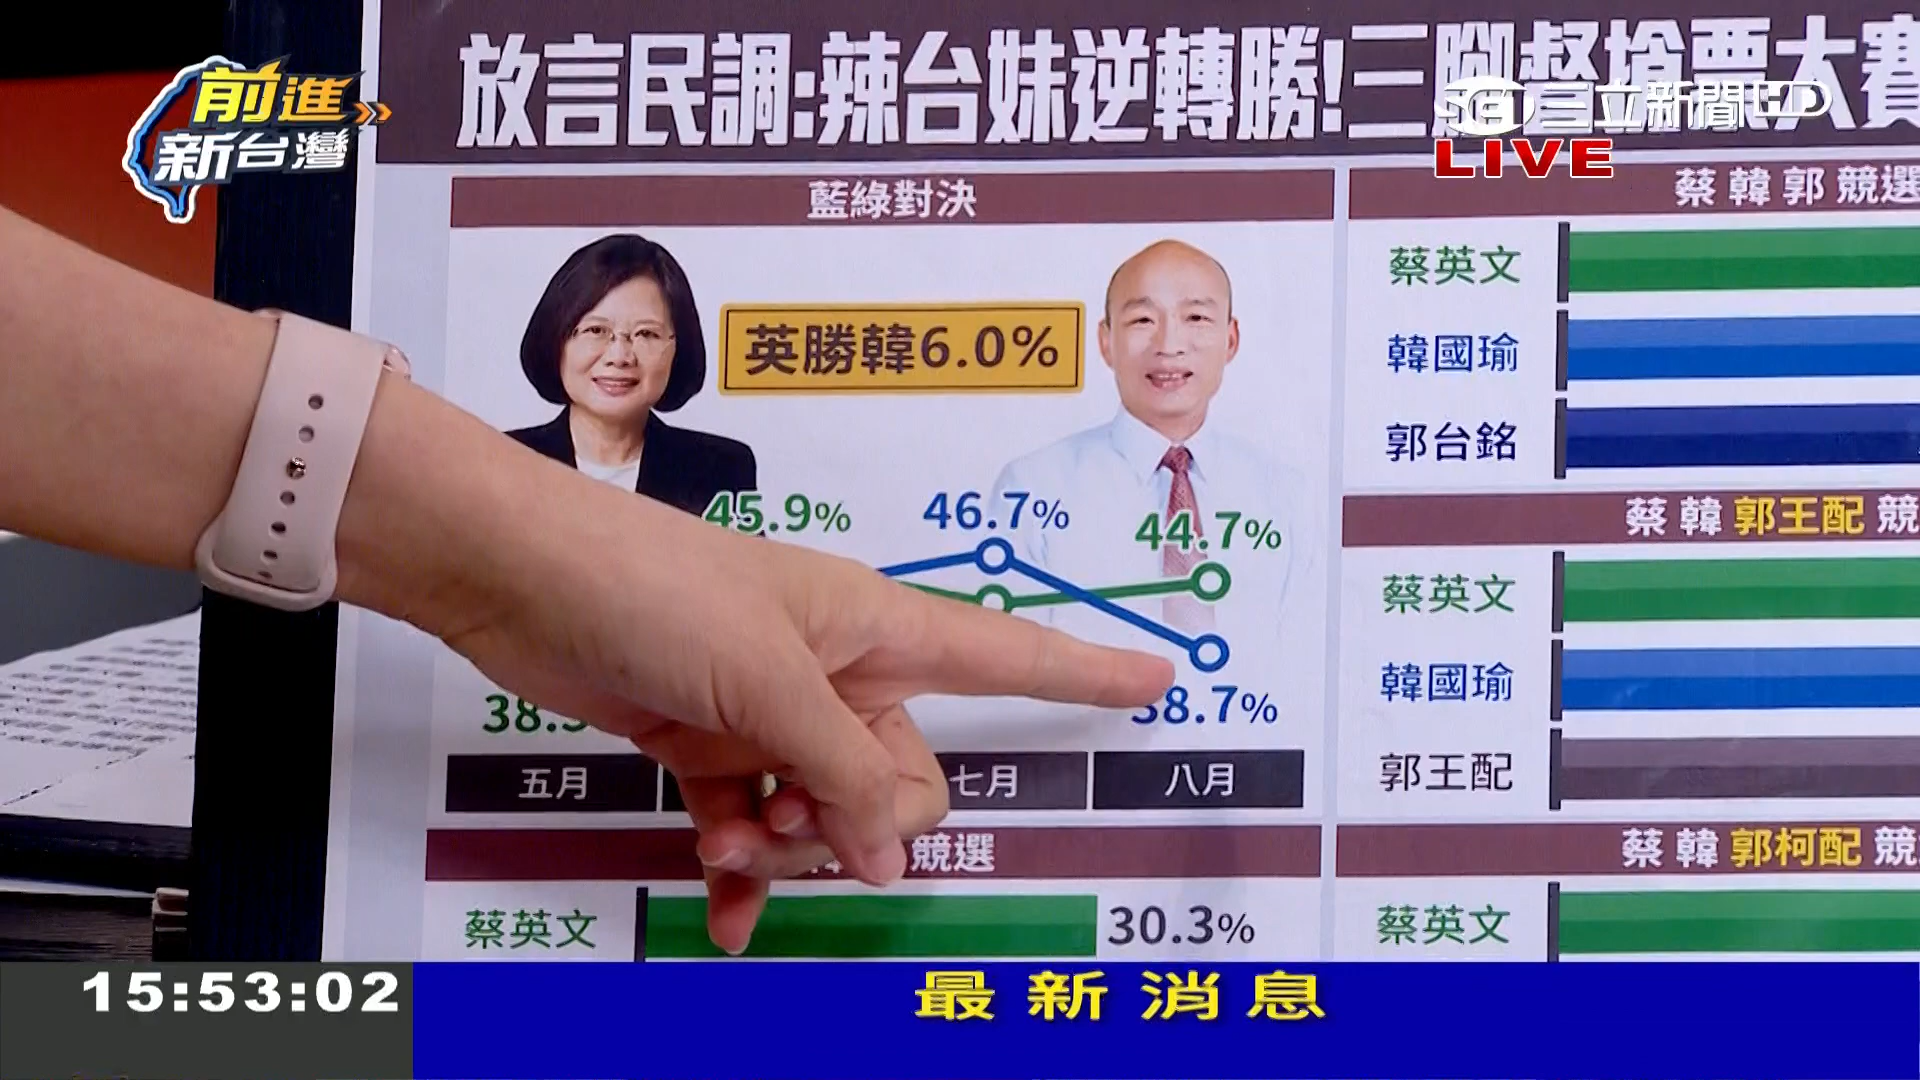 前進
新台灣
放言民調:辣台妹逆轉勝!三腳督搶票大賽
三立新聞HD
LIVE
藍綠對決
英勝韓6.0%
45.9%
46.7%
44.7%
38.7%
五月
七月
八月
競選
蔡英文
30.3%
蔡韓郭競選
蔡英文
韓國瑜
郭台銘
蔡韓郭王配競
蔡英文
韓國瑜
郭王配
蔡韓郭柯配競
蔡英文
15:53:02
最新消息